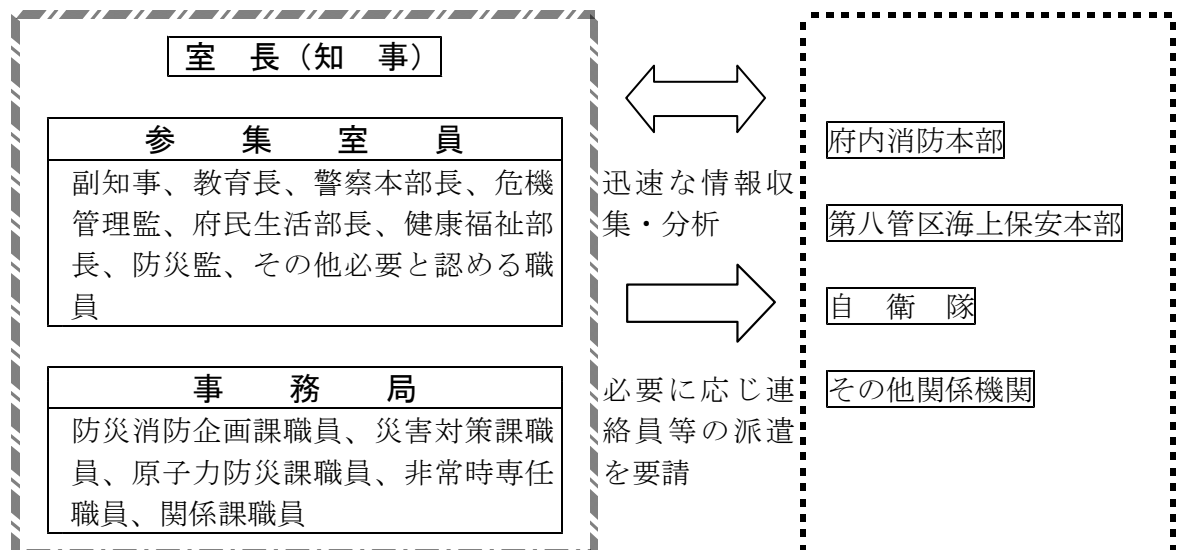 室　長（知　事）
参　集　室　員
副知事、教育長、警察本部長、危機
管理監、府民生活部長、健康福祉部
長、防災監、その他必要と認める職
員
事　務　局
防災消防企画課職員、災害対策課職
員、原子力防災課職員、非常時専任
職員、関係課職員
迅速な情報収
集・分析
必要に応じ連
絡員等の派遣
を要請
府内消防本部
第八管区海上保安本部
自　衛　隊
その他関係機関